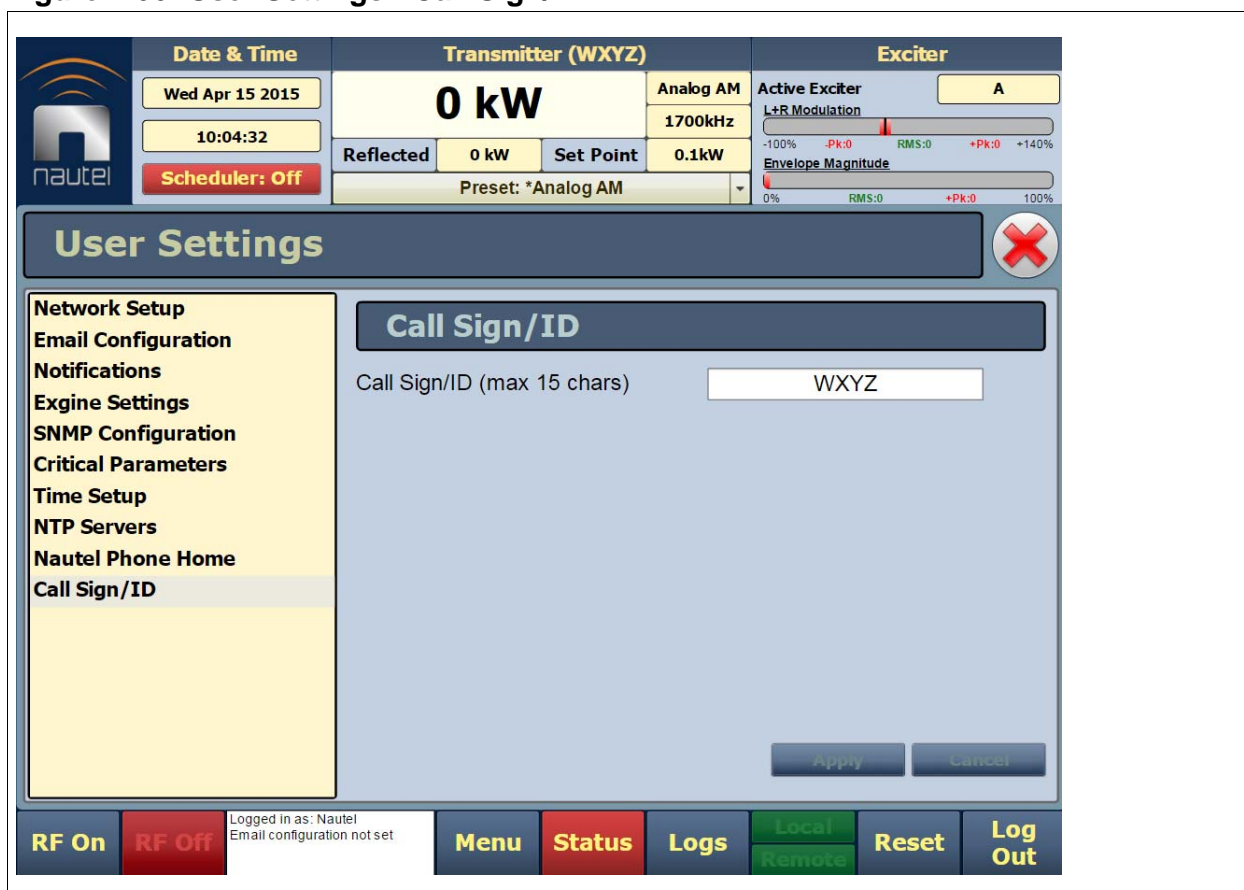 Date & Time
Wed Apr 15 2015
10:04:32
Scheduler: Off
nautel
Transmitter (WXYZ)
0 kW
Analog AM
1700kHz
Reflected 0 kW Set Point 0.1kW
Preset: *Analog AM
Exciter
Active Exciter A
L+R Modulation
-100% -Pk:0 RMS:0 +Pk:0 +140%
Envelope Magnitude
0% RMS:0 +Pk:0 100%
User Settings
Network Setup
Email Configuration
Notifications
Exgine Settings
SNMP Configuration
Critical Parameters
Time Setup
NTP Servers
Nautel Phone Home
Call Sign/ID
Call Sign/ID
Call Sign/ID (max 15 chars) WXYZ
Apply Cancel
RF On
RF Off
Logged in as: Nautel
Email configuration not set
Menu
Status
Logs
Local
Remote
Reset
Log
Out